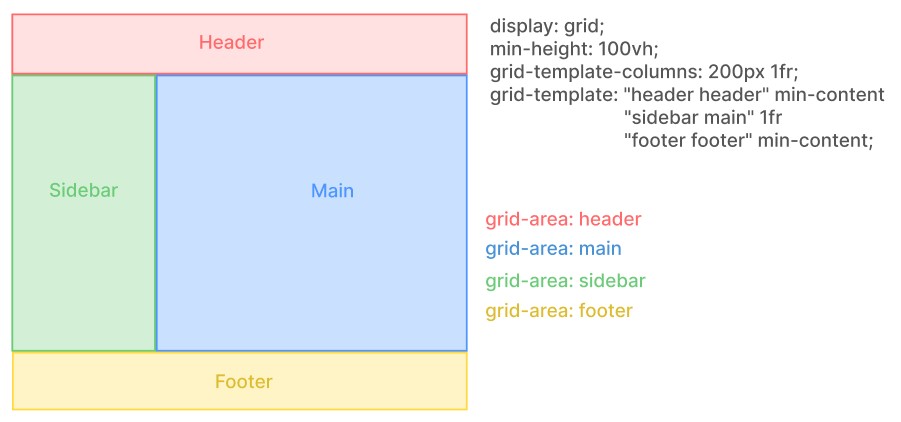 Header
Sidebar
Main
Footer
display: grid;
min-height: 100vh;
grid-template-columns: 200px 1fr;
grid-template: "header header" min-content
"sidebar main" 1fr
"footer footer" min-content;
grid-area: header
grid-area: main
grid-area: sidebar
grid-area: footer